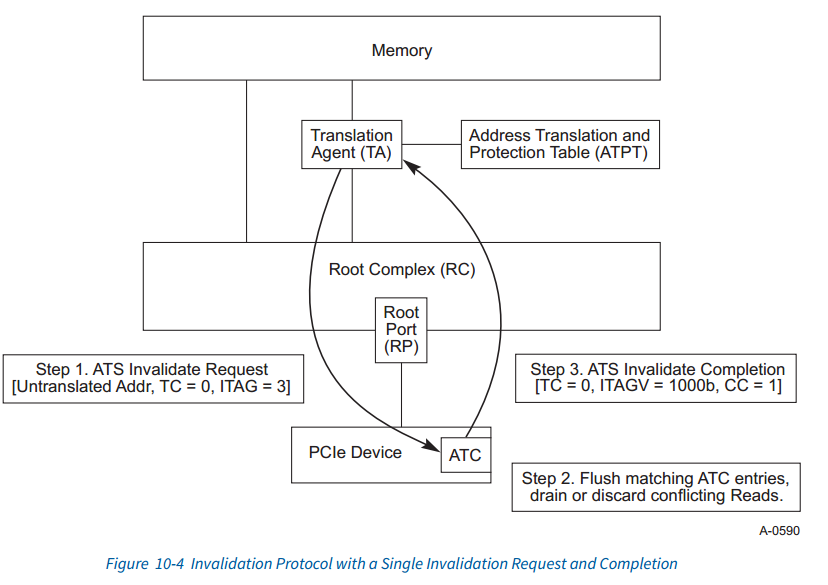 Memory
Translation
Agent (TA)
Address Translation and
Protection Table (ATPT)
Root Complex (RC)
Root
Port
(RP)
Step 1. ATS Invalidate Request
[Untranslated Addr, TC = 0, ITAG = 3]
Step 3. ATS Invalidate Completion
[TC = 0, ITAGV = 1000b, CC = 1]
PCIe Device
ATC
Step 2. Flush matching ATC entries,
drain or discard conflicting Reads.
A-0590
Figure 10-4 Invalidation Protocol with a Single Invalidation Request and Completion